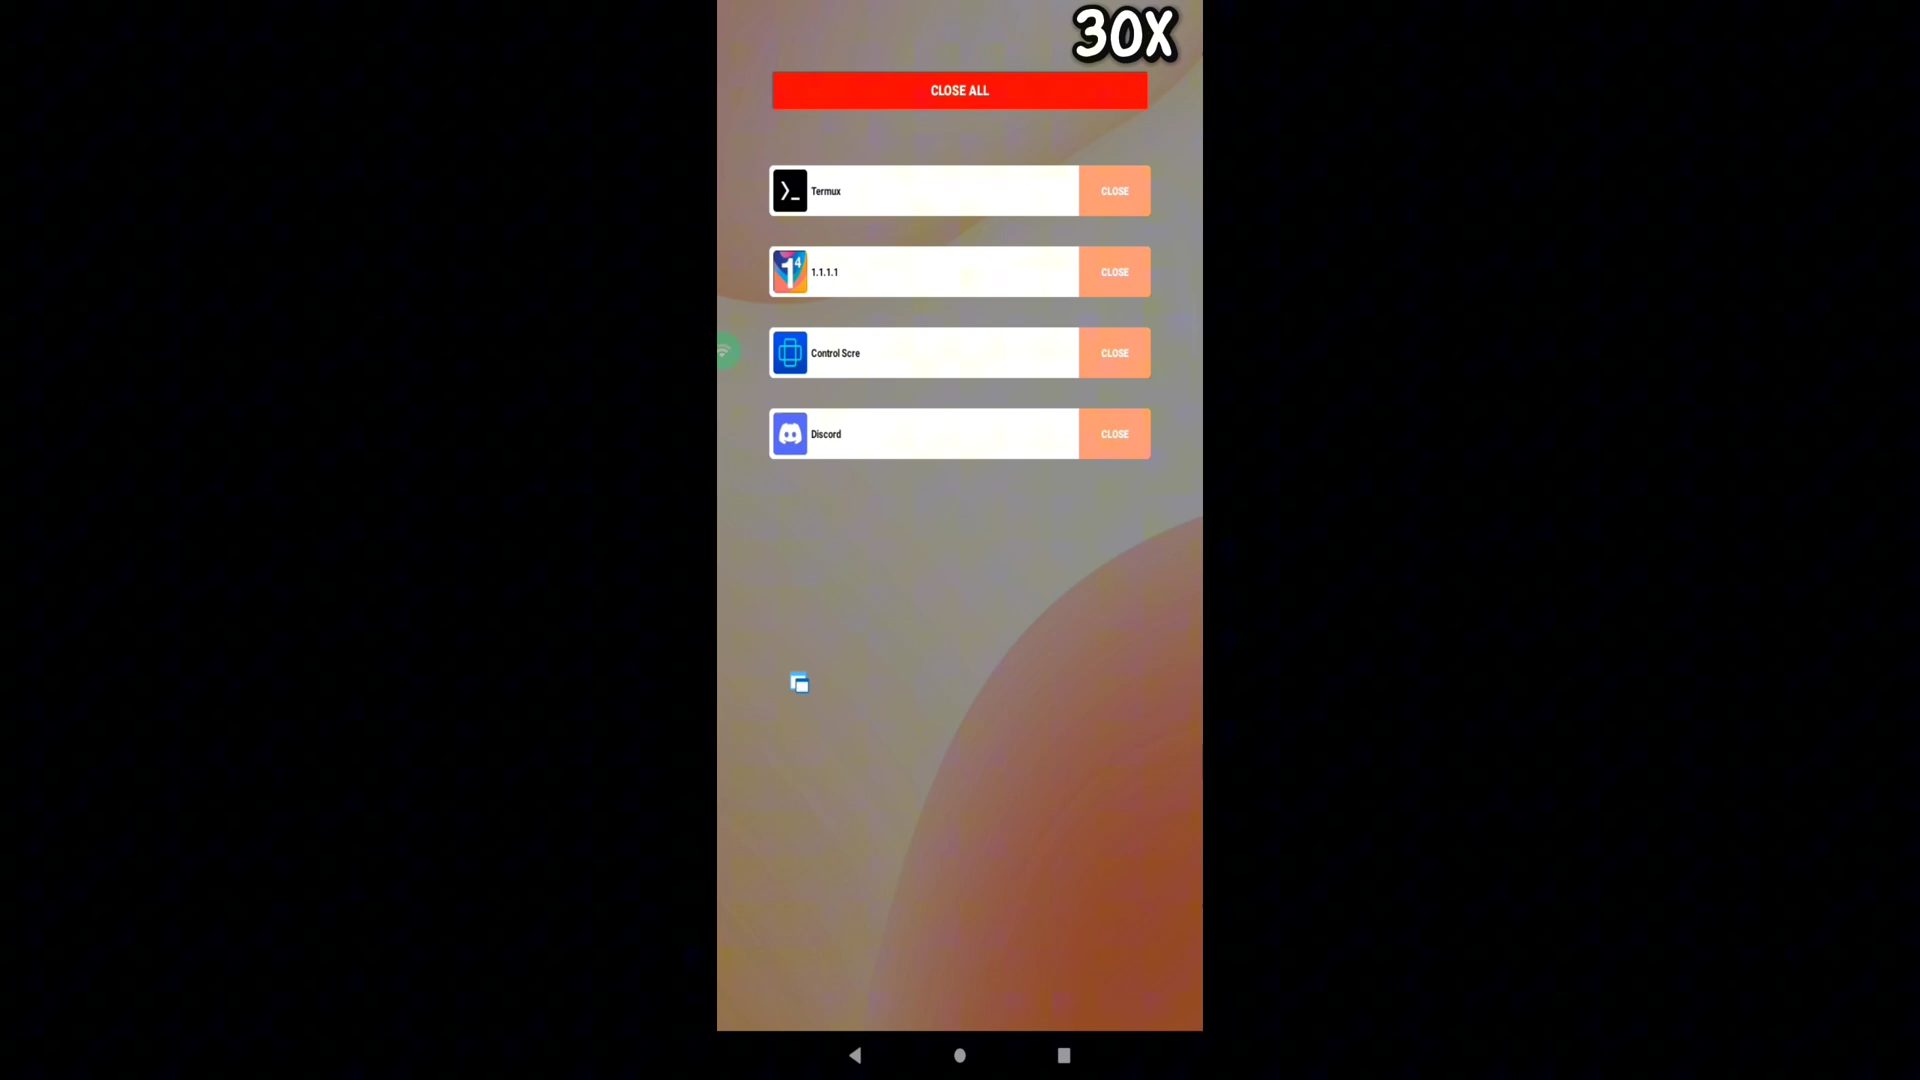 30X
CLOSE ALL
Termux
CLOSE
1.1.1.1
CLOSE
Control Scre
CLOSE
Discord
CLOSE